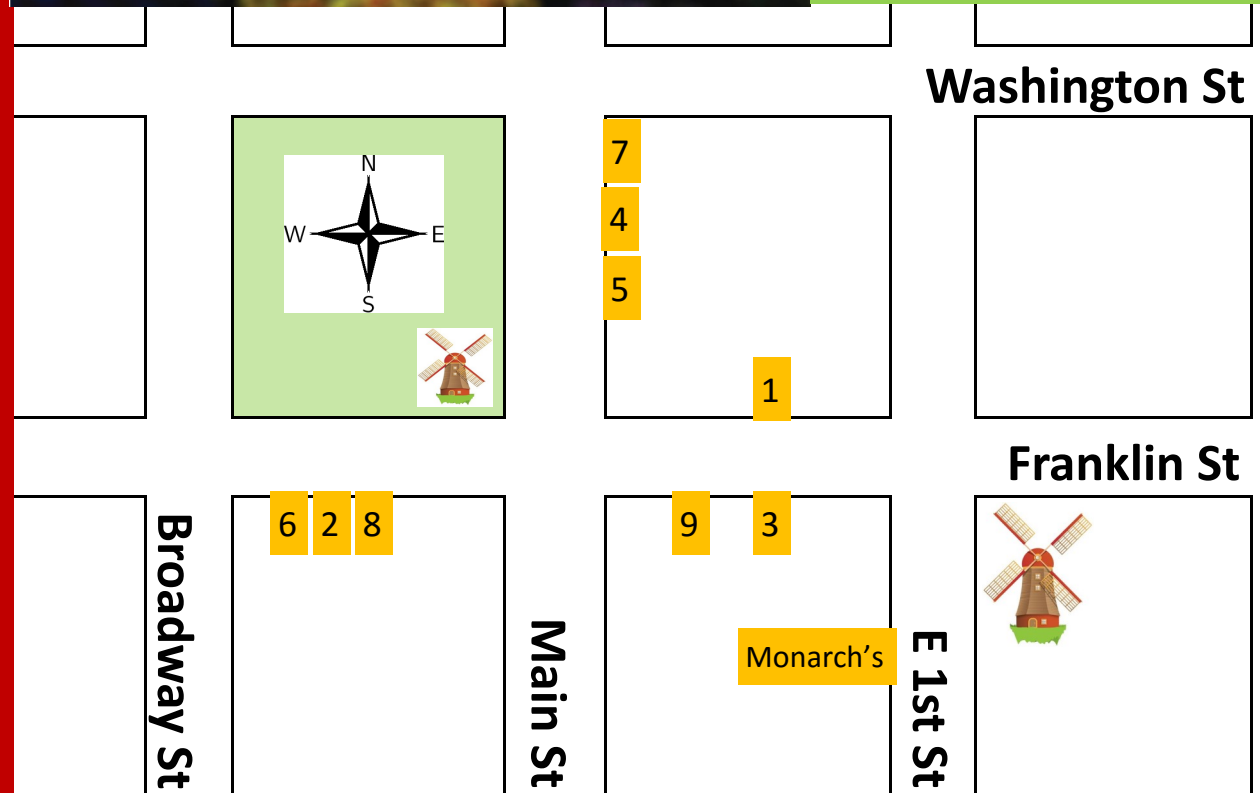 Washington St
N
W E
S
7
4
5
1
Franklin St
6 2 8
9 3
Monarch's
Broadway St
Main St
E 1st St